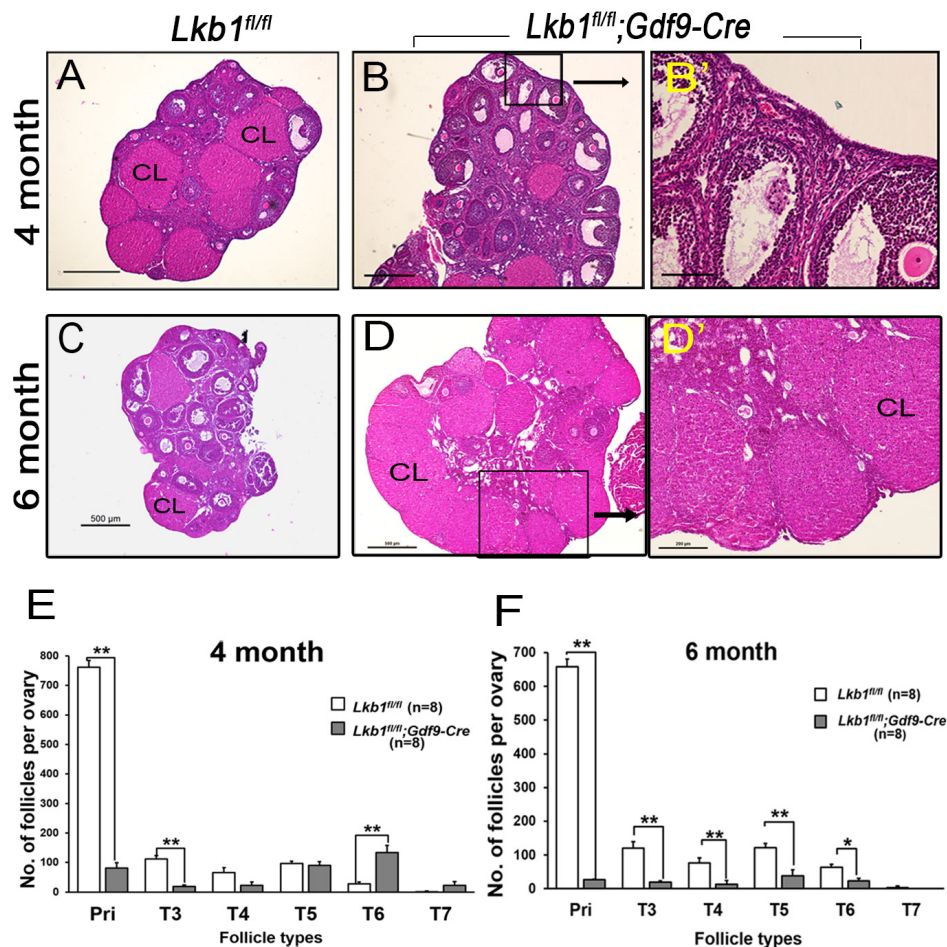 Lkb1fl/fl
Lkb1fl/fl;Gdf9-Cre
4 month
A
CL
CL
B
B'
6 month
C
CL
500 µm
D
CL
500 µm
D'
CL
200 µm
E
4 month
No. of follicles per ovary
800
700
600
500
400
300
200
100
0
**
**
**
Lkb1fl/fl (n=8)
Lkb1fl/fl;Gdf9-Cre
(n=8)
Pri T3 T4 T5 T6 T7
Follicle types
F
6 month
No. of follicles per ovary
700
600
500
400
300
200
100
0
**
**
**
**
*
Lkb1fl/fl (n=8)
Lkb1fl/fl;Gdf9-Cre
(n=8)
Pri T3 T4 T5 T6 T7
Follicle types